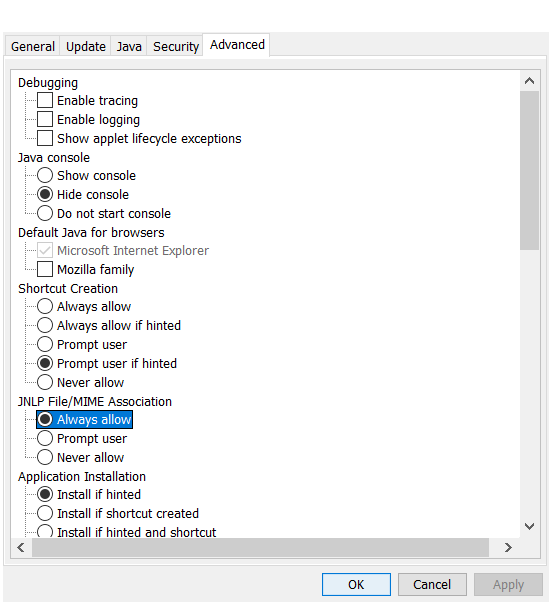 General Update Java Security Advanced
Debugging
Enable tracing
Enable logging
Show applet lifecycle exceptions
Java console
Show console
Hide console
Do not start console
Default Java for browsers
Microsoft Internet Explorer
Mozilla family
Shortcut Creation
Always allow
Always allow if hinted
Prompt user
Prompt user if hinted
Never allow
JNLP File/MIME Association
Always allow
Prompt user
Never allow
Application Installation
Install if hinted
Install if shortcut created
Install if hinted and shortcut
OK Cancel Apply